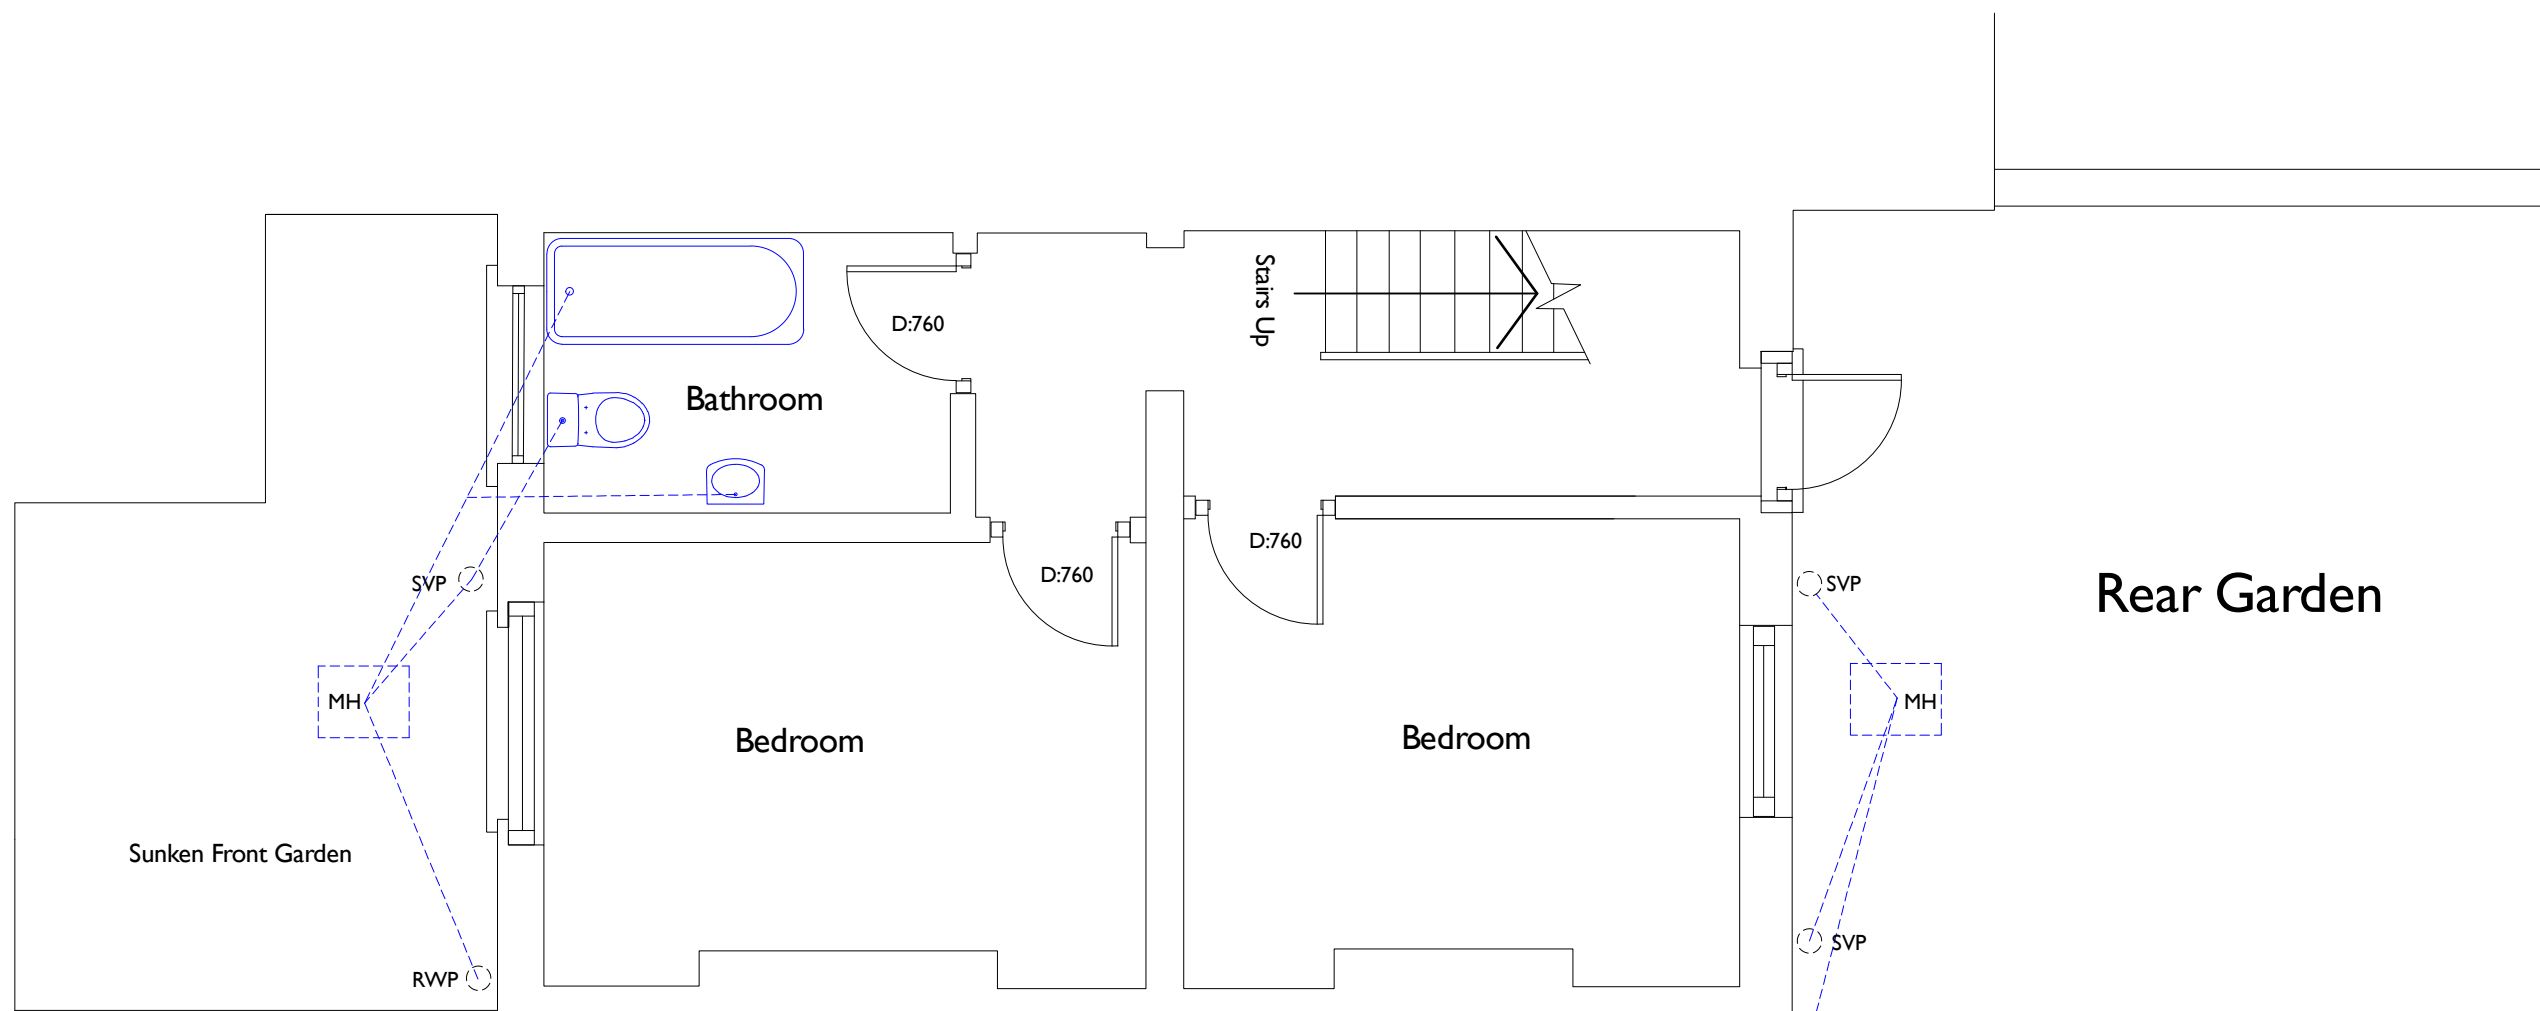 Stairs Up
D:760
Bathroom
D:760
D:760
SVP
SVP
Rear Garden
MH
MH
Bedroom
Bedroom
Sunken Front Garden
SVP
RWP